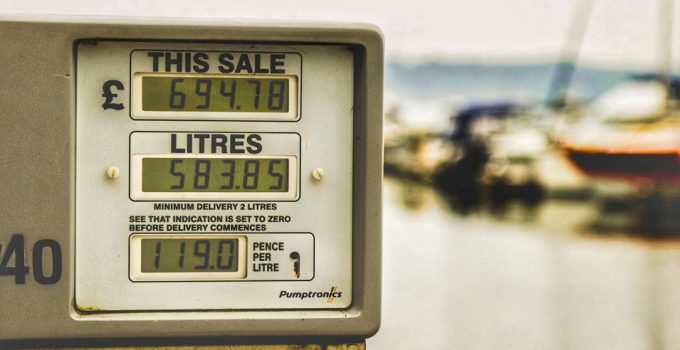 THIS SALE
£ 694.78
LITRES
583.85
MINIMUM DELIVERY 2 LITRES
SEE THAT INDICATION IS SET TO ZERO
BEFORE DELIVERY COMMENCES
119.0
PENCE
PER
LITRE
40
Pumptronics